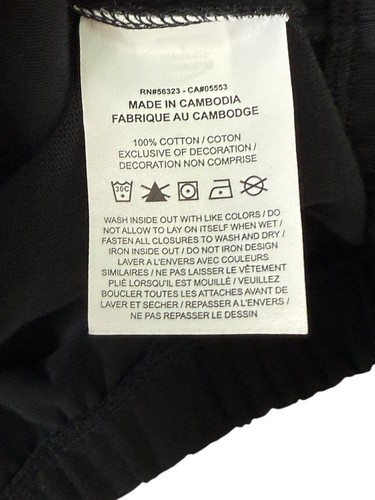 RN#56323 - CA#05553
MADE IN CAMBODIA
FABRIQUE AU CAMBODGE
100% COTTON / COTON
EXCLUSIVE OF DECORATION /
DECORATION NON COMPRISE
30C
WASH INSIDE OUT WITH LIKE COLORS / DO
NOT ALLOW TO LAY ON ITSELF WHEN WET /
FASTEN ALL CLOSURES TO WASH AND DRY /
IRON INSIDE OUT / DO NOT IRON DESIGN
LAVER A L'ENVERS AVEC COULEURS
SIMILAIRES / NE PAS LAISSER LE VÊTEMENT
PLIÉ LORSQU'IL EST MOUILLÉ / VEUILLEZ
BOUCLER TOUTES LES ATTACHES AVANT DE
LAVER ET SECHER / REPASSER A L'ENVERS /
NE PAS REPASSER LE DESSIN